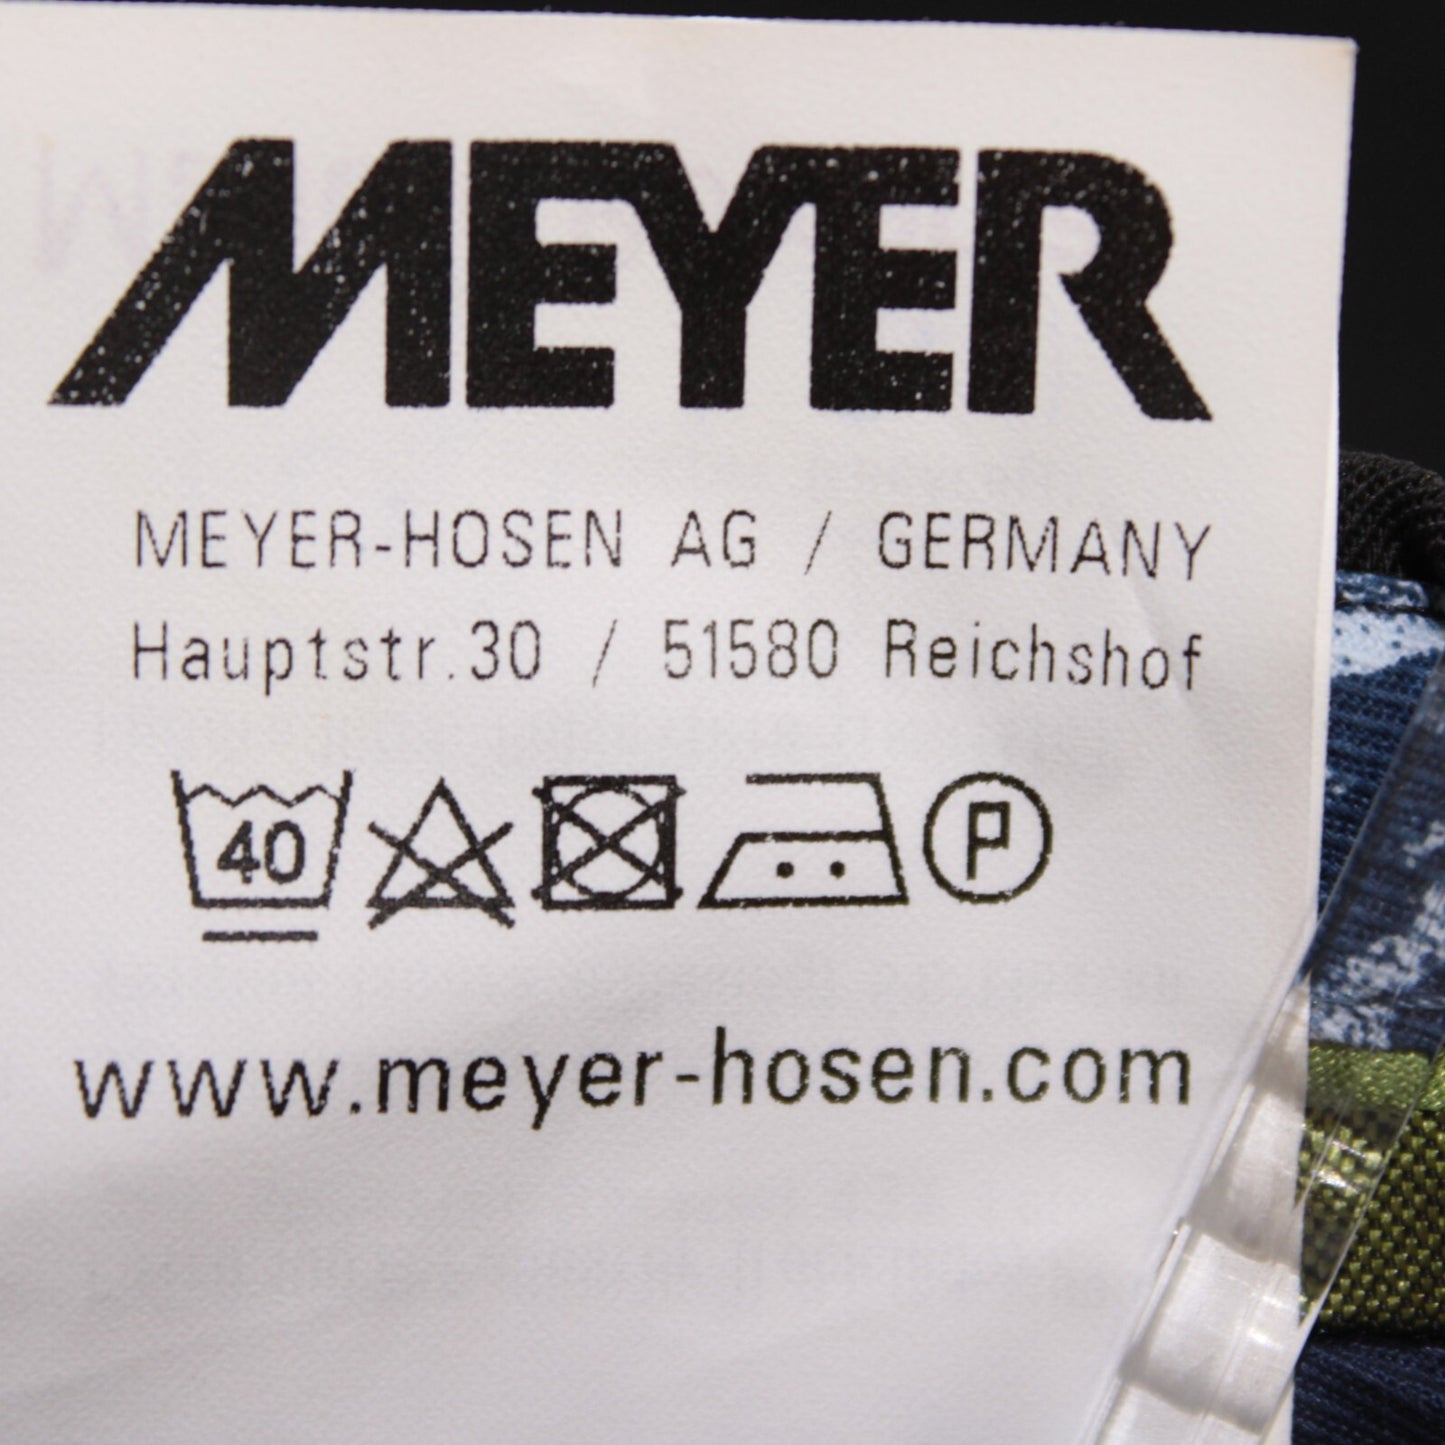 MEYER
MEYER-HOSEN AG / GERMANY
Hauptstr.30 / 51580 Reichshof
40
P
www.meyer-hosen.com